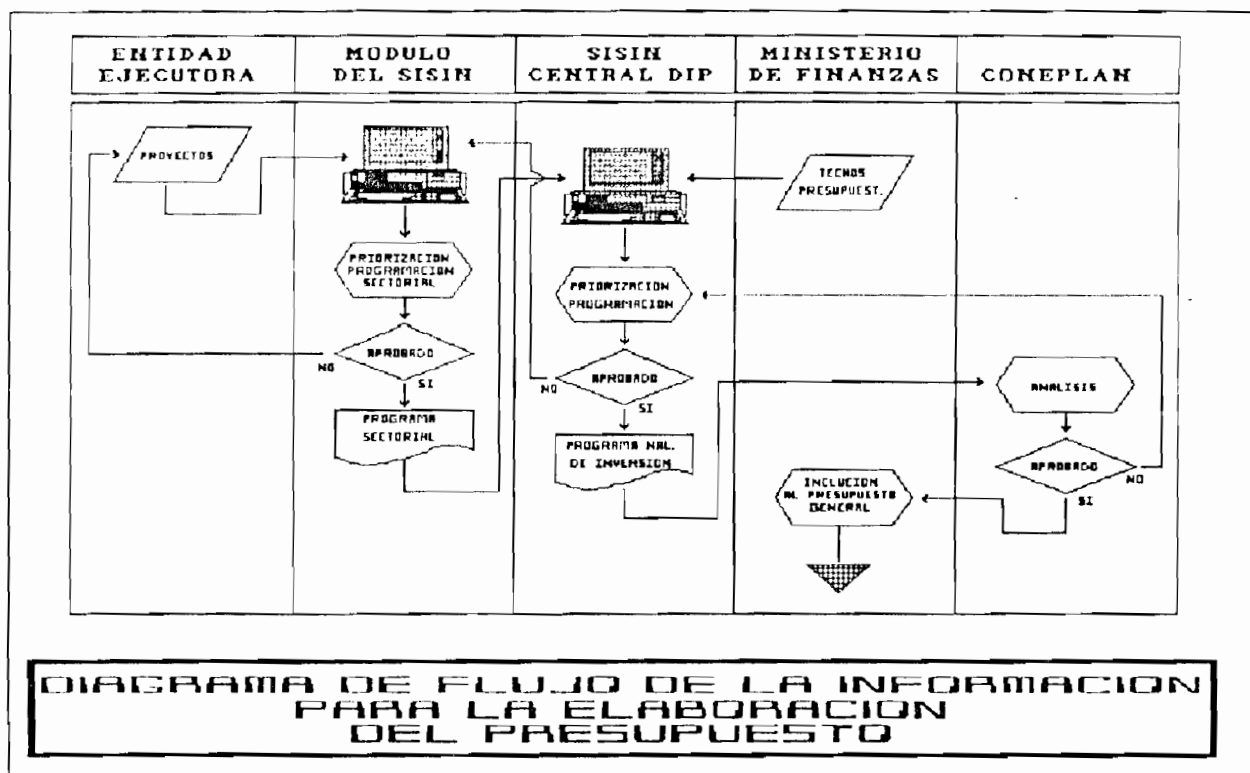 ENTIDAD
EJECUTORA
MODULO
DEL SISIN
SISIN
CENTRAL DIP
MINISTERIO
DE FINANZAS
CONEPLAN
PROYECTOS
TECHOS
PRESUPUEST.
PRIORIZACION
PROGRAMACION
SECTORIAL
PRIORIZACION
PROGRAMACION
APROBADO
NO
SI
APROBADO
NO
SI
ANALISIS
PROGRAMA
SECTORIAL
PROGRAMA NAL.
DE INVERSION
APROBADO
NO
SI
INCLUCION
AL PRESUPUESTO
GENERAL
DIAGRAMA DE FLUJO DE LA INFORMACION
PARA LA ELABORACION
DEL PRESUPUESTO